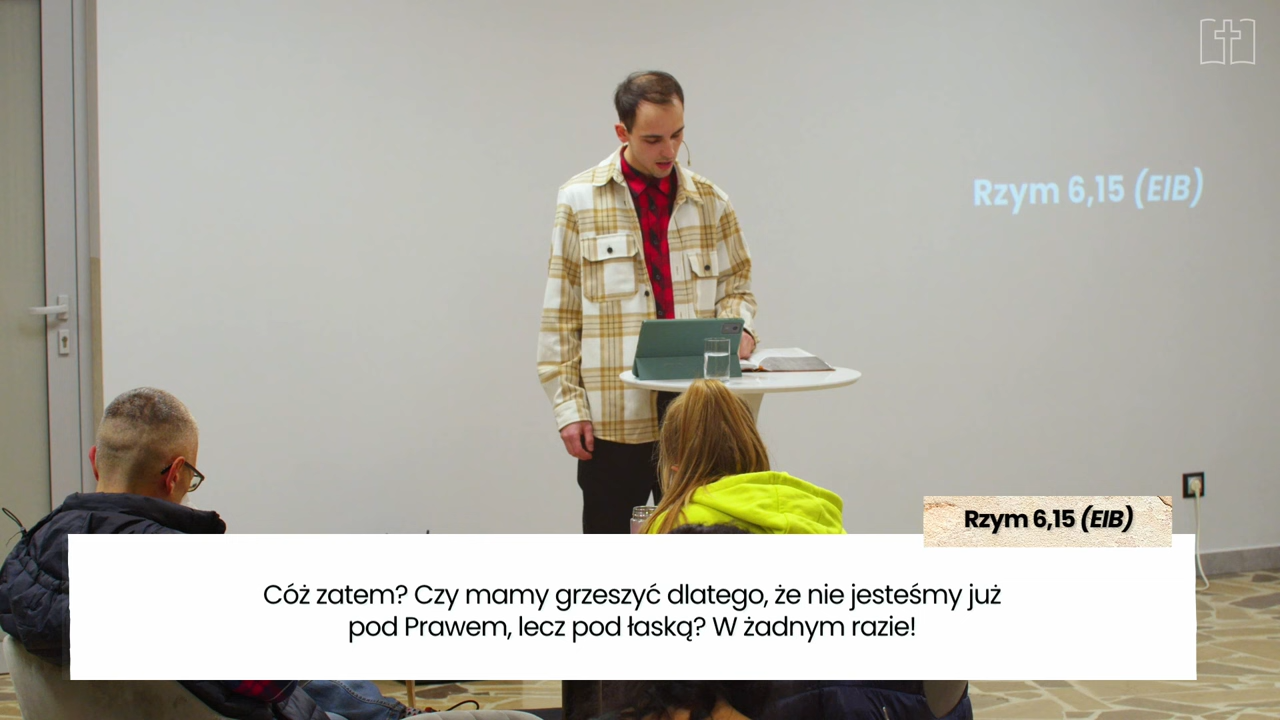 Rzym 6,15 (EIB)
Rzym 6,15 (EIB)
Cóż zatem? Czy mamy grzeszyć dlatego, że nie jesteśmy już
pod Prawem, lecz pod łaską? W żadnym razie!